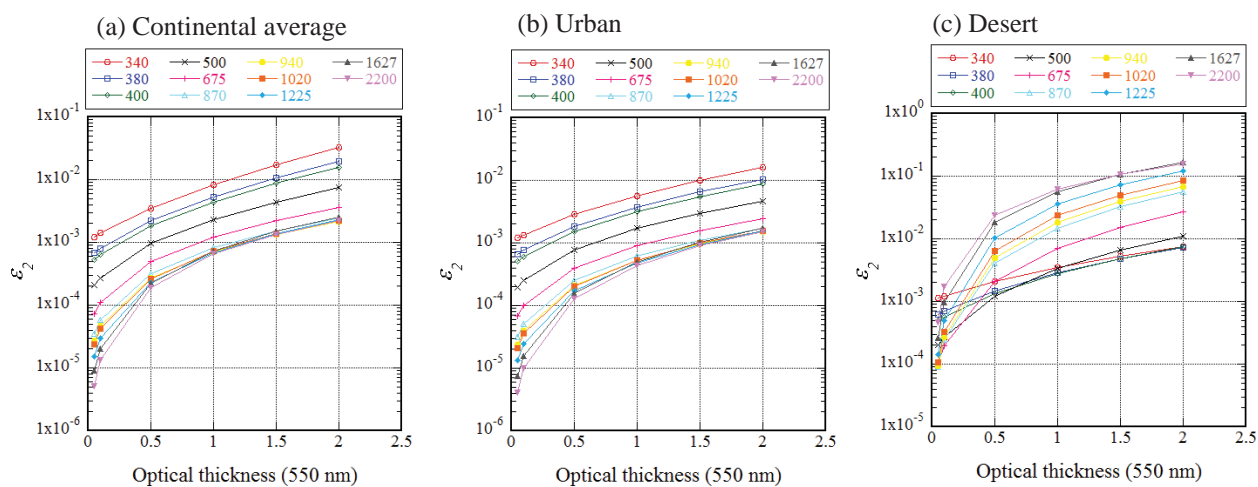 (a) Continental average
340 500 940 1627
380 675 1020 2200
400 870 1225
1x10⁻¹
1x10⁻²
1x10⁻³
1x10⁻⁴
1x10⁻⁵
1x10⁻⁶
ε₂
0 0.5 1 1.5 2 2.5
Optical thickness (550 nm)
(b) Urban
340 500 940 1627
380 675 1020 2200
400 870 1225
10⁻¹
10⁻²
10⁻³
10⁻⁴
10⁻⁵
10⁻⁶
ε₂
0 0.5 1 1.5 2 2.5
Optical thickness (550 nm)
(c) Desert
340 500 940 1627
380 675 1020 2200
400 870 1225
1x10⁰
1x10⁻¹
1x10⁻²
1x10⁻³
1x10⁻⁴
1x10⁻⁵
ε₂
0 0.5 1 1.5 2 2.5
Optical thickness (550 nm)